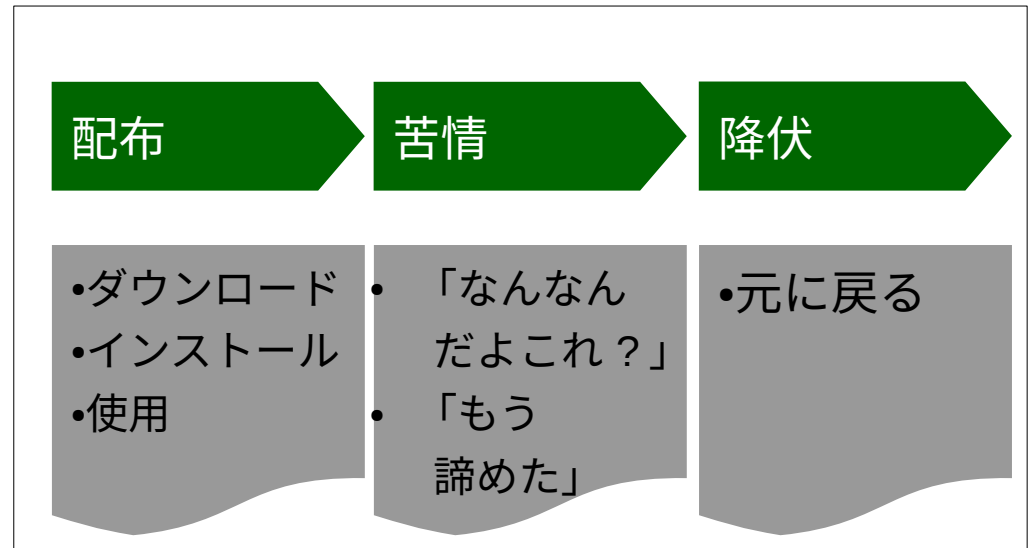 配布
苦情
降伏
•ダウンロード
•インストール
•使用
• 「なんなん
だよこれ？」
• 「もう
諦めた」
•元に戻る